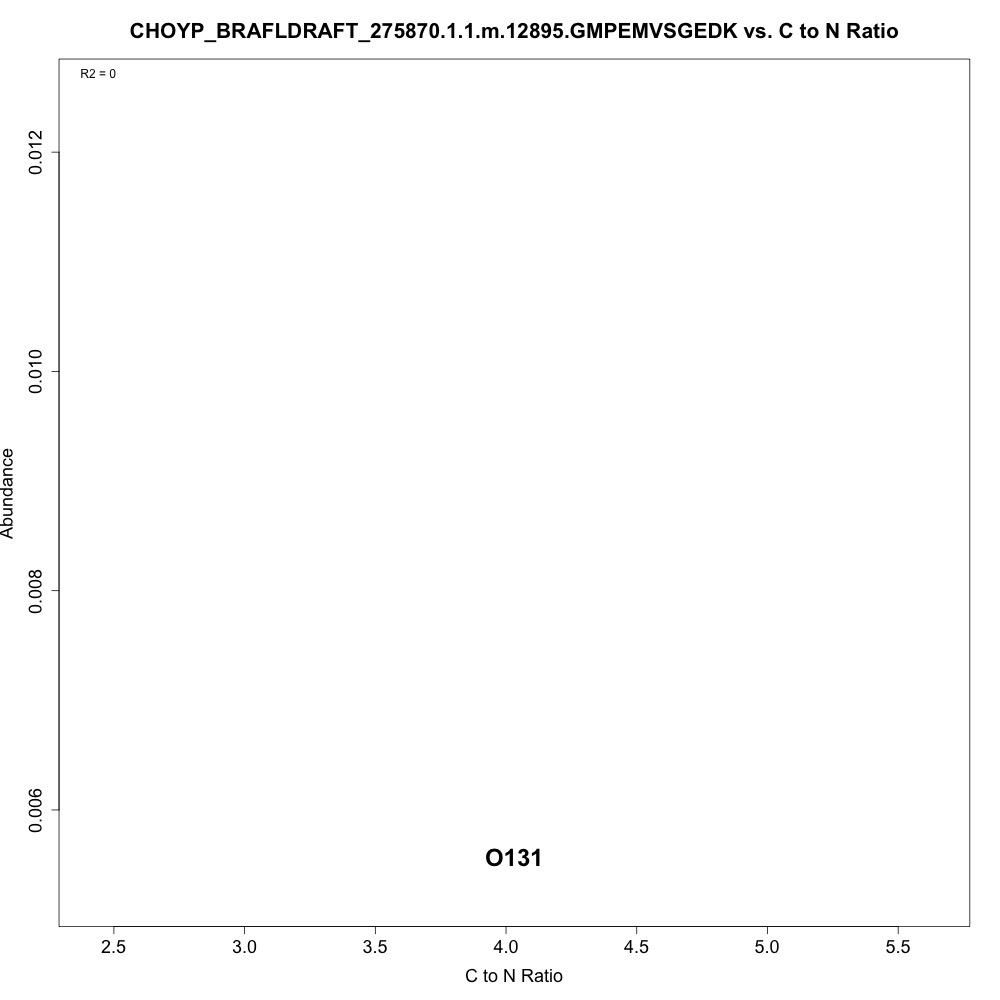 CHOYP_BRAFLDRAFT_275870.1.1.m.12895.GMPEMVSGEDK vs. C to N Ratio
R2 = 0
0.012
0.010
Abundance
0.008
0.006
O131
2.5 3.0 3.5 4.0 4.5 5.0 5.5
C to N Ratio